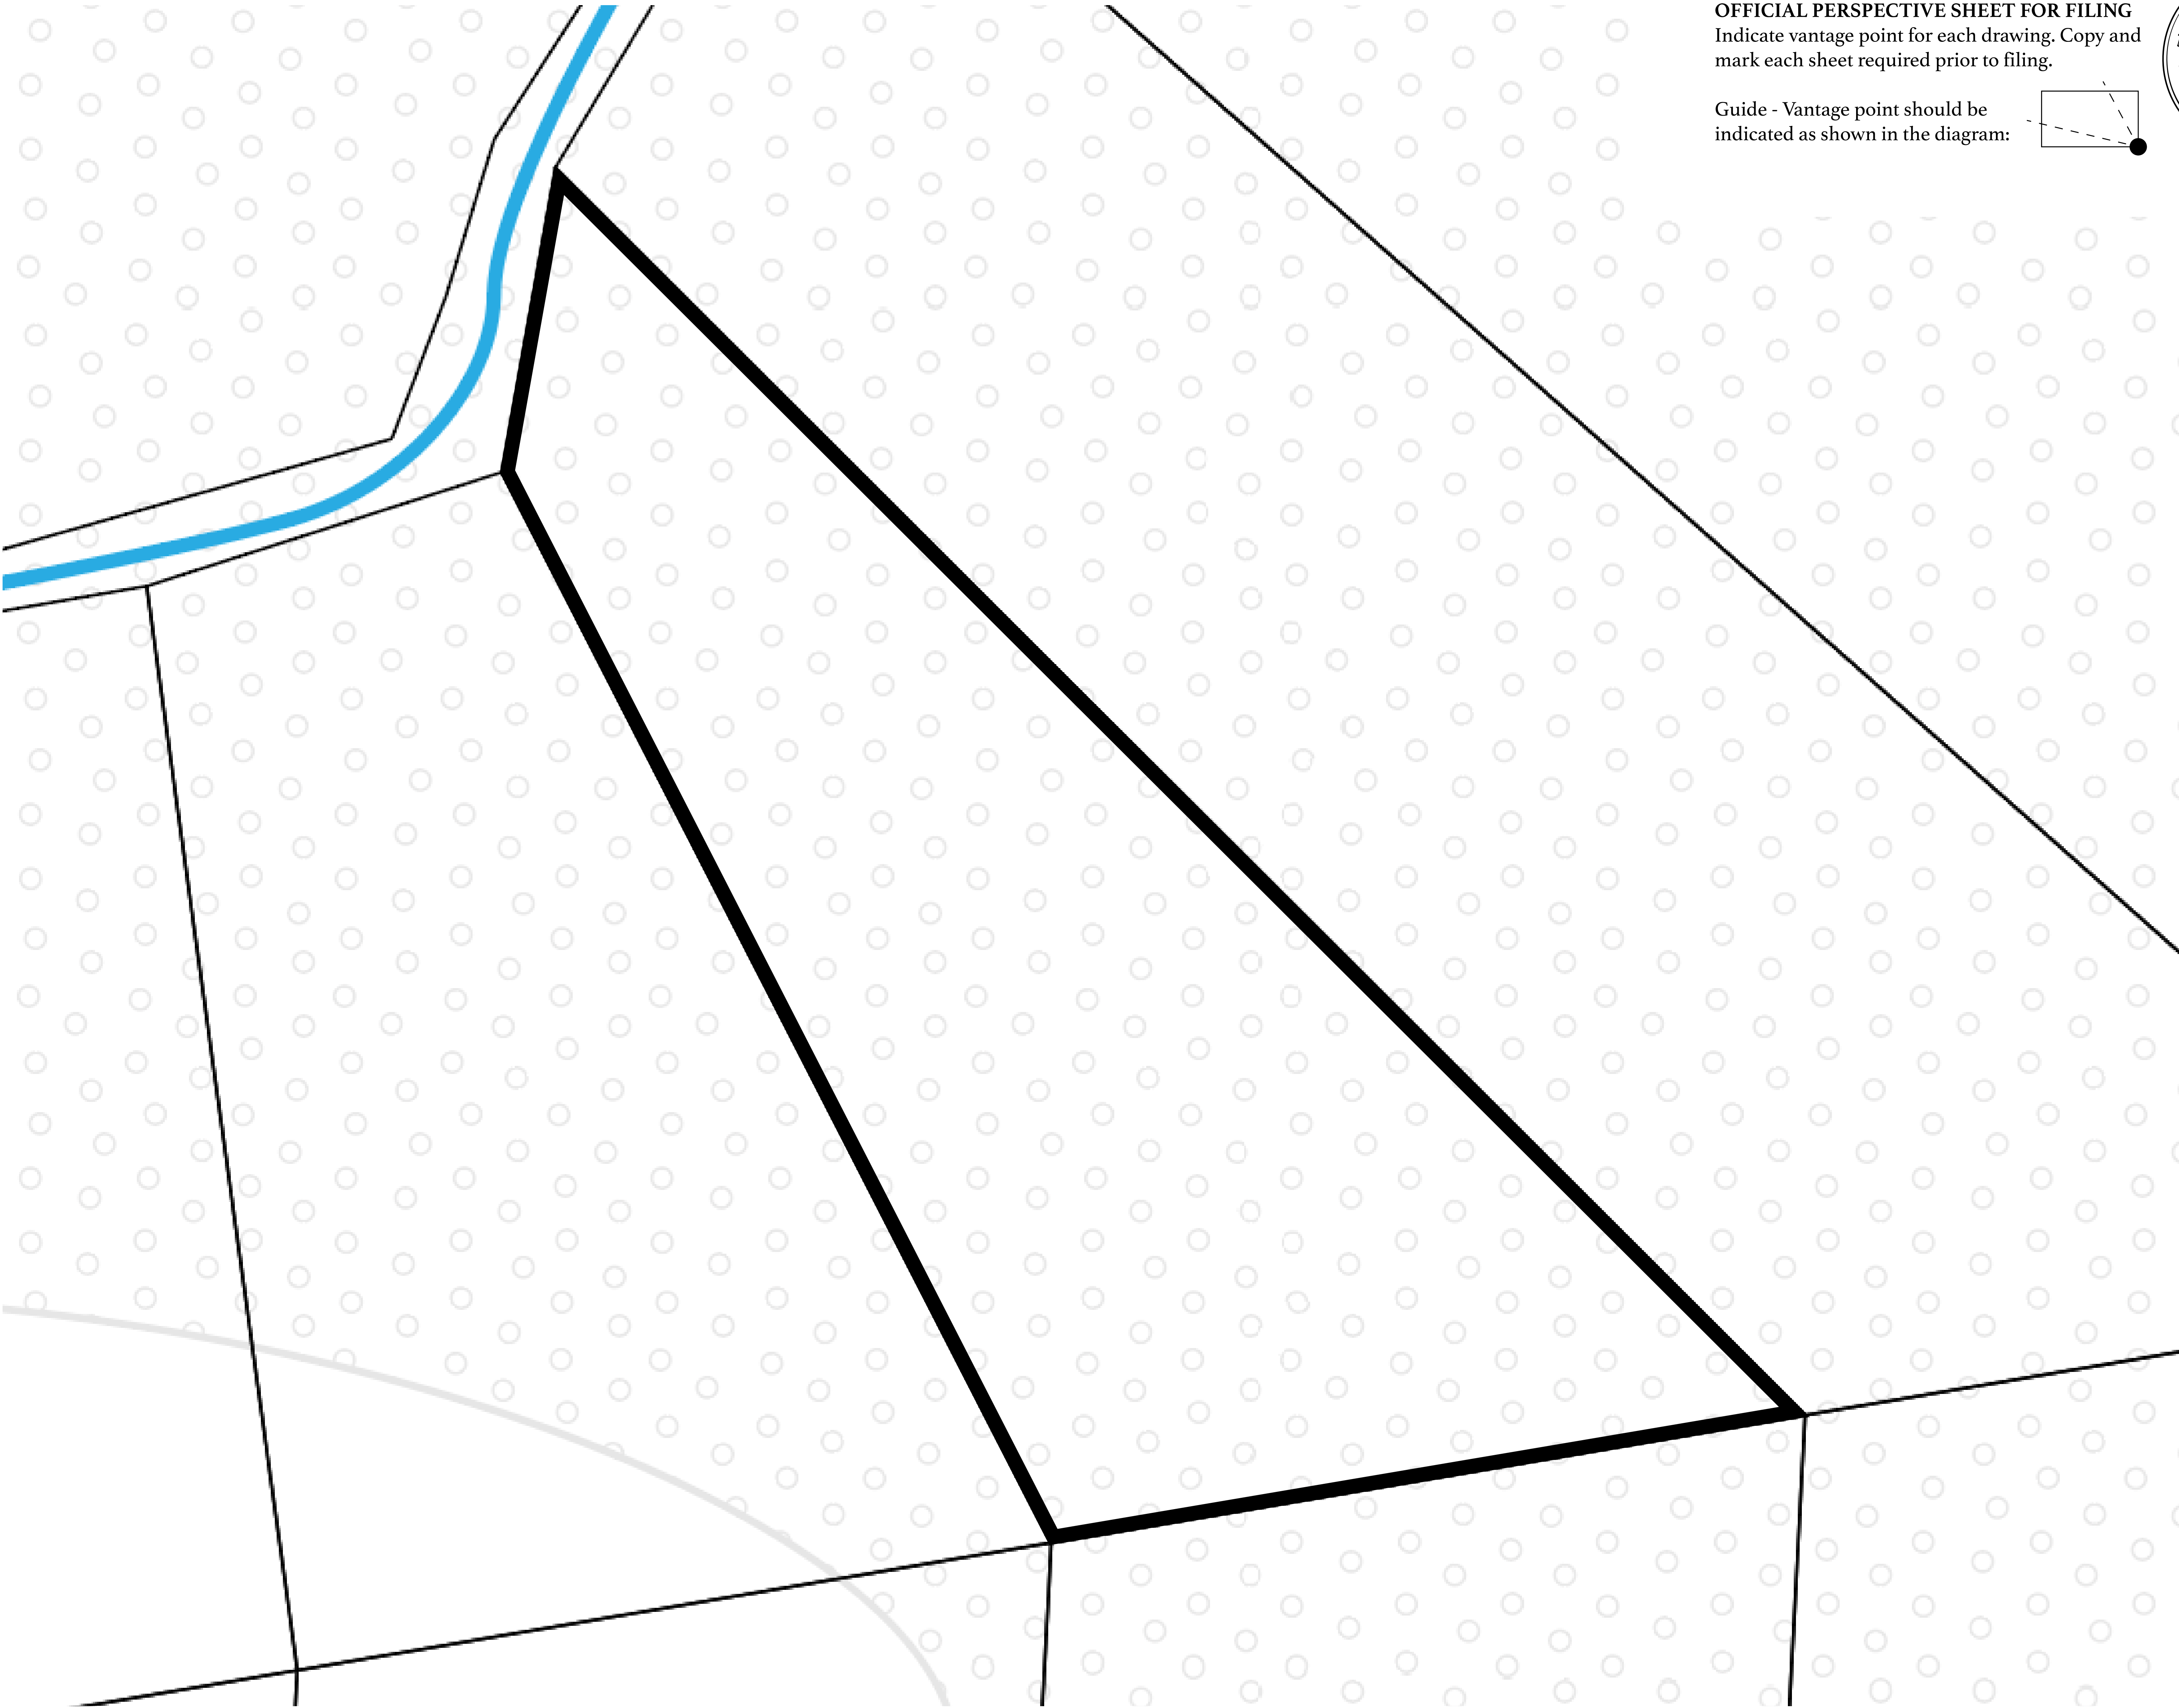 OFFICIAL PERSPECTIVE SHEET FOR FILING
Indicate vantage point for each drawing. Copy and
mark each sheet required prior to filing.
Guide - Vantage point should be
indicated as shown in the diagram: